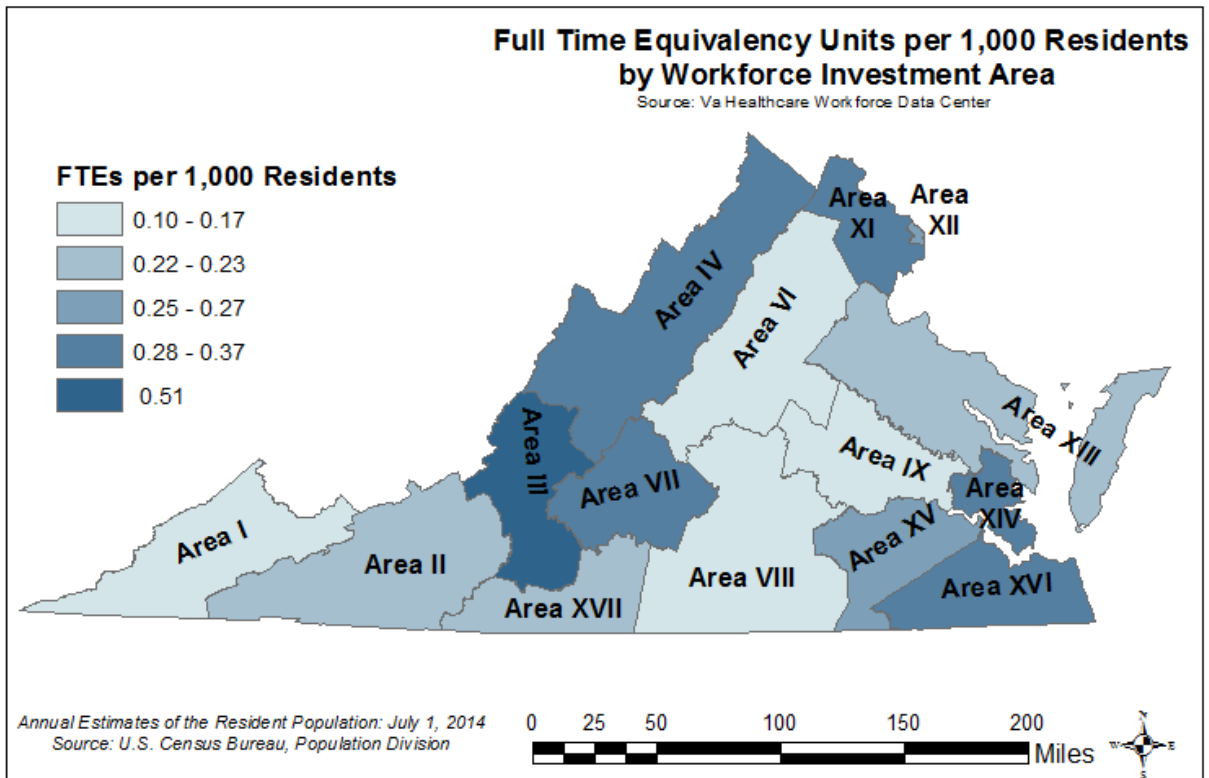 Full Time Equivalency Units per 1,000 Residents
by Workforce Investment Area
Source: Va Healthcare Workforce Data Center
FTEs per 1,000 Residents
0.10 - 0.17
0.22 - 0.23
0.25 - 0.27
0.28 - 0.37
0.51
Area
XI
Area
XII
Area IV
Area VI
Area XIII
Area III
Area IX
Area VII
Area
XIV
Area I
Area II
Area XV
Area VIII
Area XVI
Area XVII
Annual Estimates of the Resident Population: July 1, 2014
Source: U.S. Census Bureau, Population Division
0 25 50 100 150 200
Miles
N
W E
S